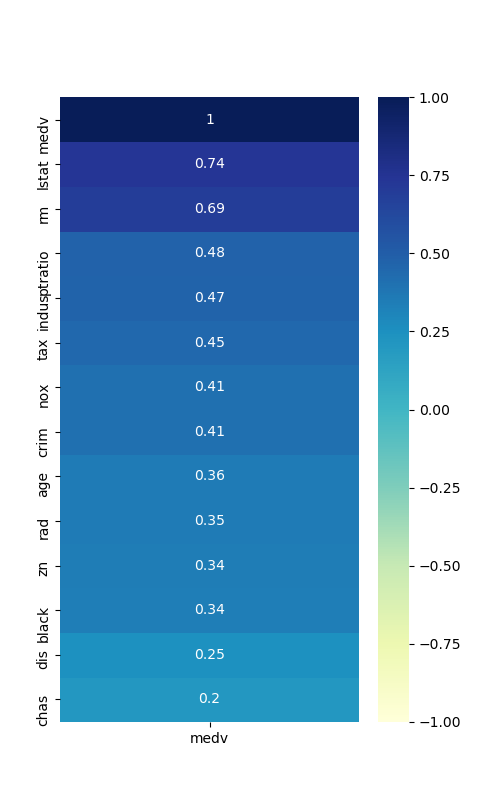 medv 1 1.00
lstat 0.74 0.75
rm 0.69
ptratio 0.48 0.50
indus 0.47
tax 0.45 0.25
nox 0.41
crim 0.41 0.00
age 0.36 −0.25
rad 0.35
zn 0.34 −0.50
black 0.34
dis 0.25 −0.75
chas 0.2 −1.00
medv